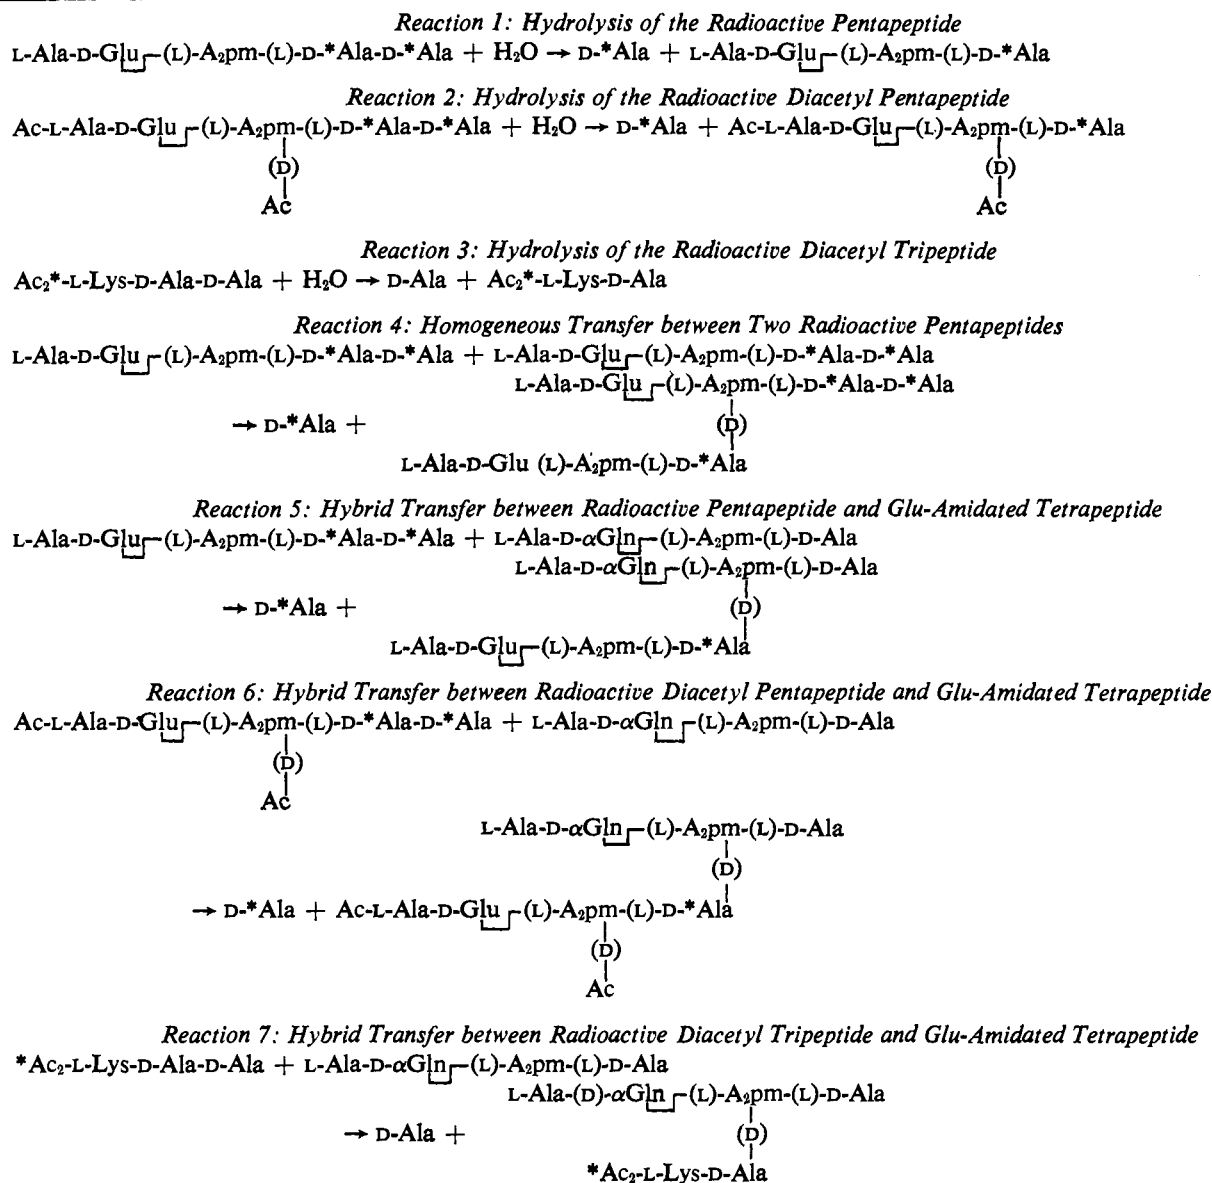 Reaction 1: Hydrolysis of the Radioactive Pentapeptide
L-Ala-D-Glu-(L)-A₂pm-(L)-D-*Ala-D-*Ala + H₂O → D-*Ala + L-Ala-D-Glu-(L)-A₂pm-(L)-D-*Ala
Reaction 2: Hydrolysis of the Radioactive Diacetyl Pentapeptide
Ac-L-Ala-D-Glu-(L)-A₂pm-(L)-D-*Ala-D-*Ala + H₂O → D-*Ala + Ac-L-Ala-D-Glu-(L)-A₂pm-(L)-D-*Ala
(D) (D)
Ac Ac
Reaction 3: Hydrolysis of the Radioactive Diacetyl Tripeptide
Ac₂*-L-Lys-D-Ala-D-Ala + H₂O → D-Ala + Ac₂*-L-Lys-D-Ala
Reaction 4: Homogeneous Transfer between Two Radioactive Pentapeptides
L-Ala-D-Glu-(L)-A₂pm-(L)-D-*Ala-D-*Ala + L-Ala-D-Glu-(L)-A₂pm-(L)-D-*Ala-D-*Ala
L-Ala-D-Glu-(L)-A₂pm-(L)-D-*Ala-D-*Ala
→ D-*Ala + (D)
L-Ala-D-Glu (L)-A₂pm-(L)-D-*Ala
Reaction 5: Hybrid Transfer between Radioactive Pentapeptide and Glu-Amidated Tetrapeptide
L-Ala-D-Glu-(L)-A₂pm-(L)-D-*Ala-D-*Ala + L-Ala-D-αGln-(L)-A₂pm-(L)-D-Ala
L-Ala-D-αGln-(L)-A₂pm-(L)-D-Ala
→ D-*Ala + (D)
L-Ala-D-Glu-(L)-A₂pm-(L)-D-*Ala
Reaction 6: Hybrid Transfer between Radioactive Diacetyl Pentapeptide and Glu-Amidated Tetrapeptide
Ac-L-Ala-D-Glu-(L)-A₂pm-(L)-D-*Ala-D-*Ala + L-Ala-D-αGln-(L)-A₂pm-(L)-D-Ala
(D)
Ac
L-Ala-D-αGln-(L)-A₂pm-(L)-D-Ala
(D)
→ D-*Ala + Ac-L-Ala-D-Glu-(L)-A₂pm-(L)-D-*Ala
(D)
Ac
Reaction 7: Hybrid Transfer between Radioactive Diacetyl Tripeptide and Glu-Amidated Tetrapeptide
*Ac₂-L-Lys-D-Ala-D-Ala + L-Ala-D-αGln-(L)-A₂pm-(L)-D-Ala
L-Ala-(D)-αGln-(L)-A₂pm-(L)-D-Ala
→ D-Ala + (D)
*Ac₂-L-Lys-D-Ala